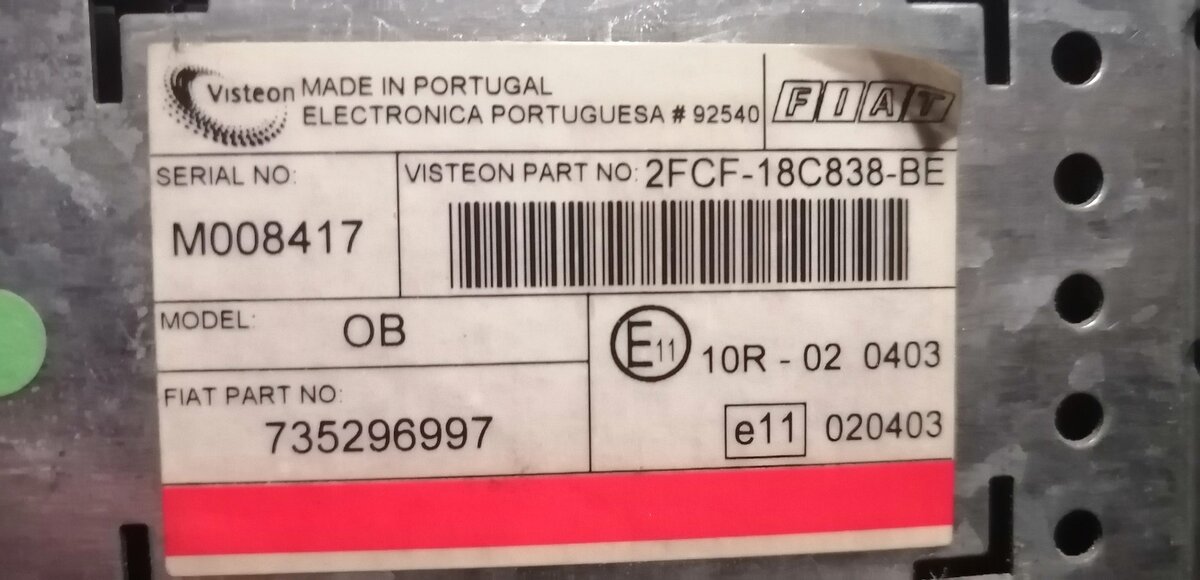 Visteon MADE IN PORTUGAL
ELECTRONICA PORTUGUESA # 92540
FIAT
SERIAL NO:
M008417
VISTEON PART NO: 2FCF-18C838-BE
MODEL: OB
FIAT PART NO:
735296997
E11 10R - 02 0403
e11 020403